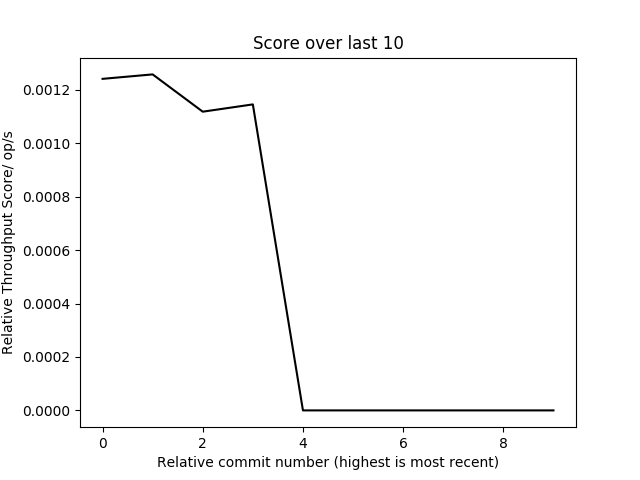 Score over last 10
Relative Throughput Score/ op/s
0.0012
0.0010
0.0008
0.0006
0.0004
0.0002
0.0000
0 2 4 6 8
Relative commit number (highest is most recent)